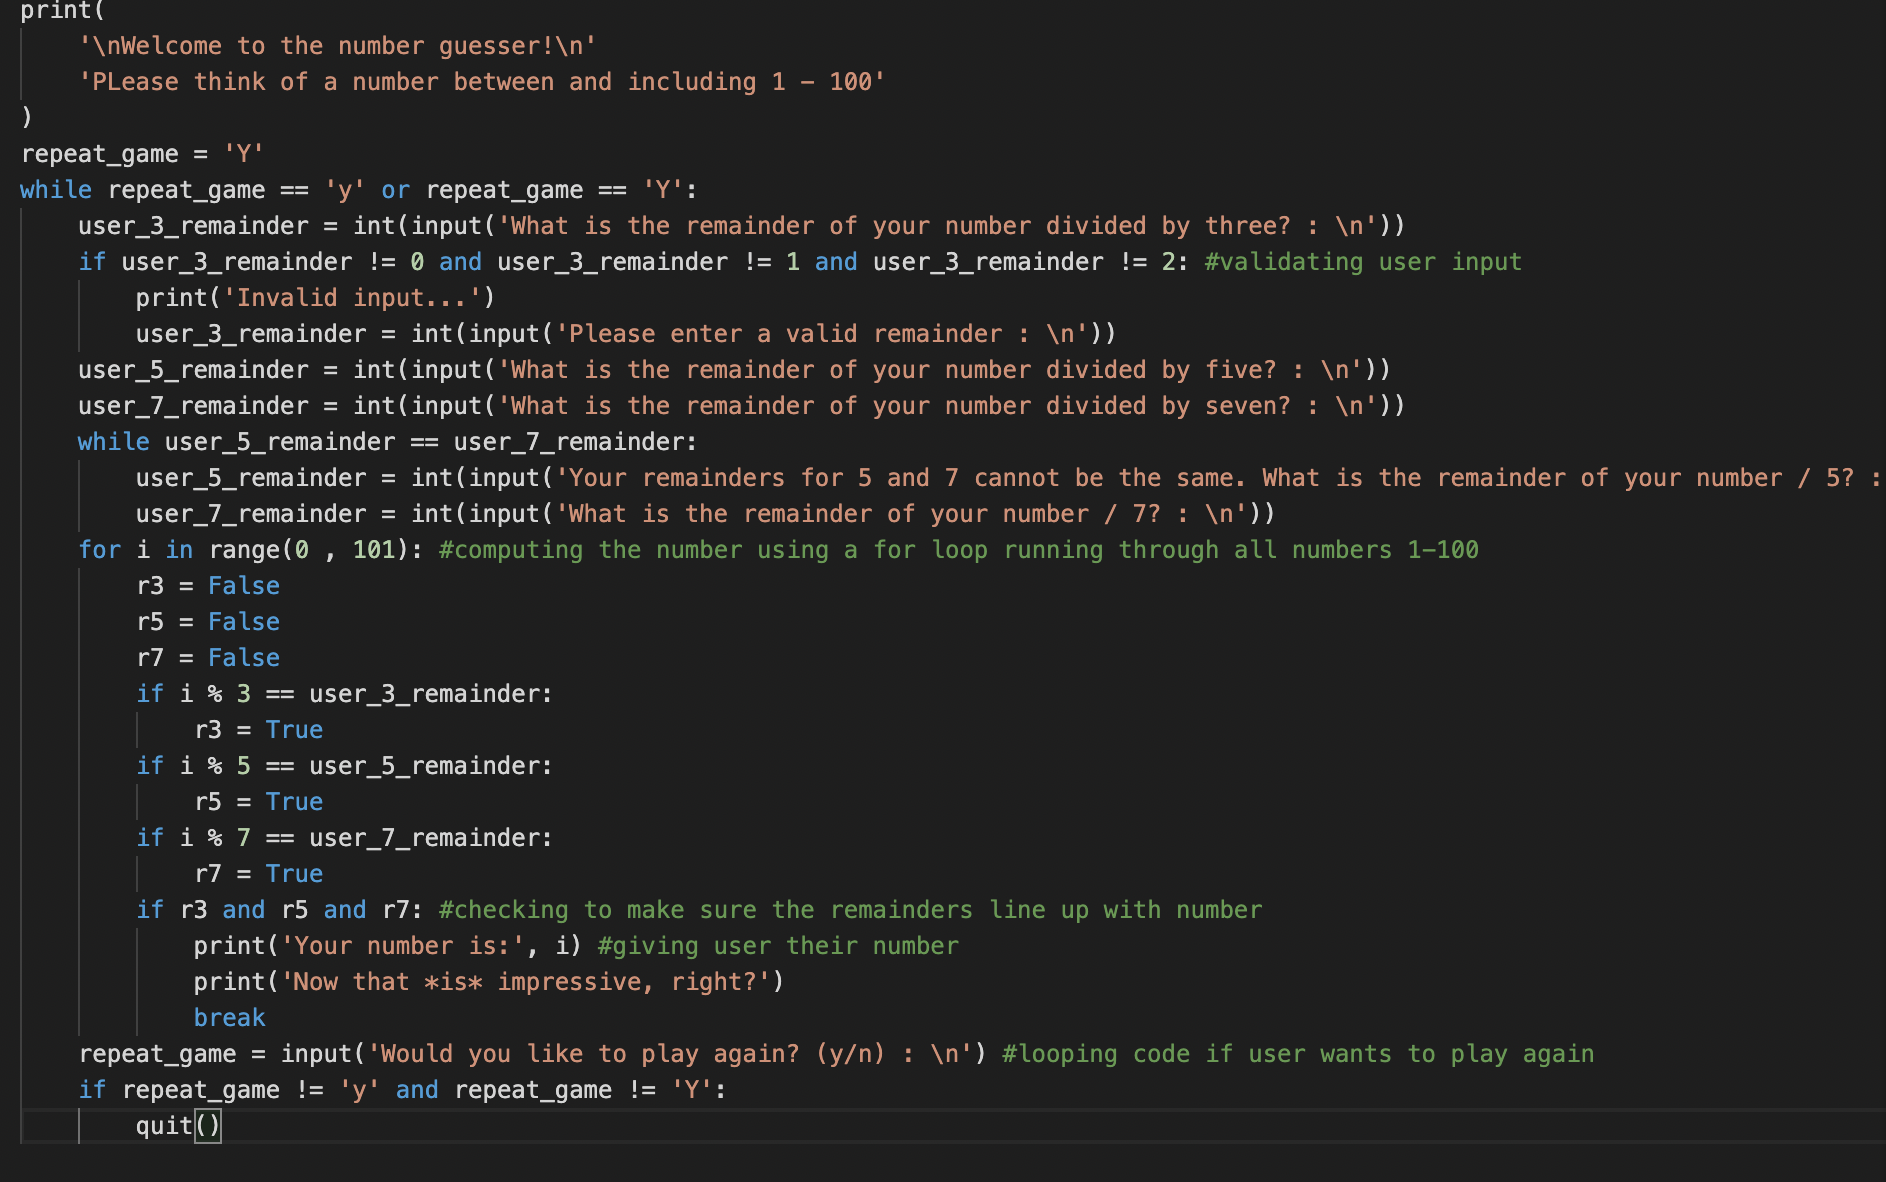 print(
    '\nWelcome to the number guesser!\n'
    'PLease think of a number between and including 1 - 100'
)
repeat_game = 'Y'
while repeat_game == 'y' or repeat_game == 'Y':
    user_3_remainder = int(input('What is the remainder of your number divided by three? : \n'))
    if user_3_remainder != 0 and user_3_remainder != 1 and user_3_remainder != 2: #validating user input
        print('Invalid input...')
        user_3_remainder = int(input('Please enter a valid remainder : \n'))
    user_5_remainder = int(input('What is the remainder of your number divided by five? : \n'))
    user_7_remainder = int(input('What is the remainder of your number divided by seven? : \n'))
    while user_5_remainder == user_7_remainder:
        user_5_remainder = int(input('Your remainders for 5 and 7 cannot be the same. What is the remainder of your number / 5? :
        user_7_remainder = int(input('What is the remainder of your number / 7? : \n'))
    for i in range(0 , 101): #computing the number using a for loop running through all numbers 1-100
        r3 = False
        r5 = False
        r7 = False
        if i % 3 == user_3_remainder:
            r3 = True
        if i % 5 == user_5_remainder:
            r5 = True
        if i % 7 == user_7_remainder:
            r7 = True
        if r3 and r5 and r7: #checking to make sure the remainders line up with number
            print('Your number is:', i) #giving user their number
            print('Now that *is* impressive, right?')
            break
    repeat_game = input('Would you like to play again? (y/n) : \n') #looping code if user wants to play again
    if repeat_game != 'y' and repeat_game != 'Y':
        quit()